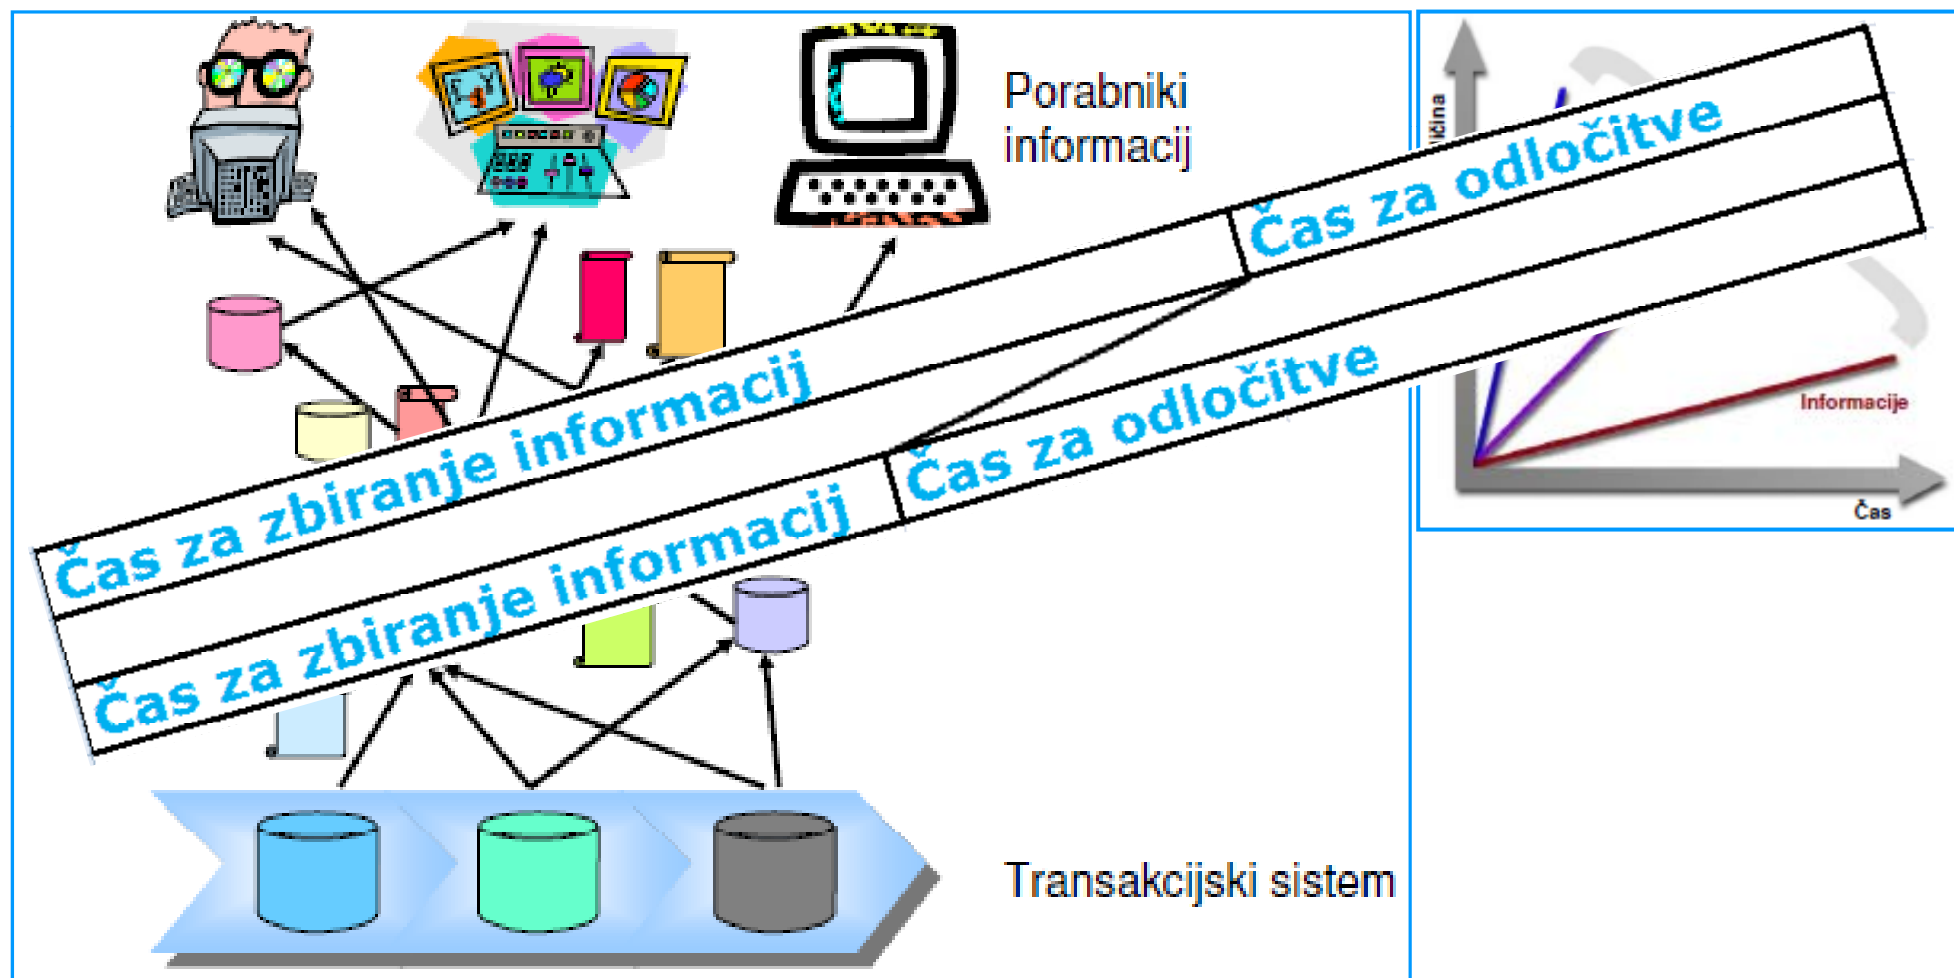 Porabniki
informacij
Čas za odločitve
Čas za zbiranje informacij
Čas za odločitve
Čas za zbiranje informacij
Informacije
Čas
Transakcijski sistem